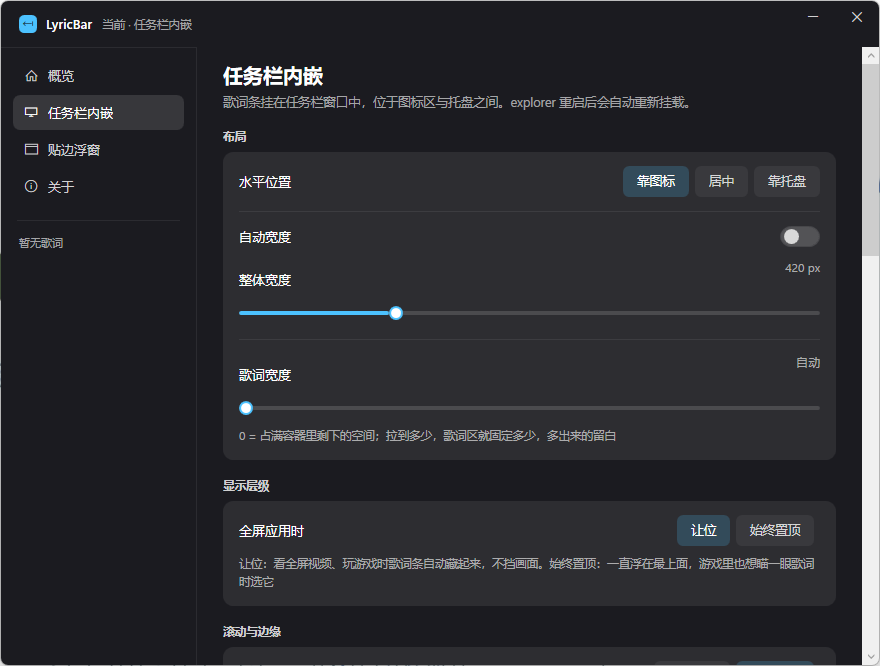 LyricBar 当前 · 任务栏内嵌
概览
任务栏内嵌
贴边浮窗
关于
暂无歌词
任务栏内嵌
歌词条挂在任务栏窗口中，位于图标区与托盘之间。explorer 重启后会自动重新挂载。
布局
水平位置 靠图标 居中 靠托盘
自动宽度
420 px
整体宽度
自动
歌词宽度
0 = 占满容器里剩下的空间；拉到多少，歌词区就固定多少，多出来的留白
显示层级
全屏应用时 让位 始终置顶
让位：看全屏视频、玩游戏时歌词条自动藏起来，不挡画面。始终置顶：一直浮在最上面，游戏里也想瞄一眼歌词
时选它
滚动与边缘